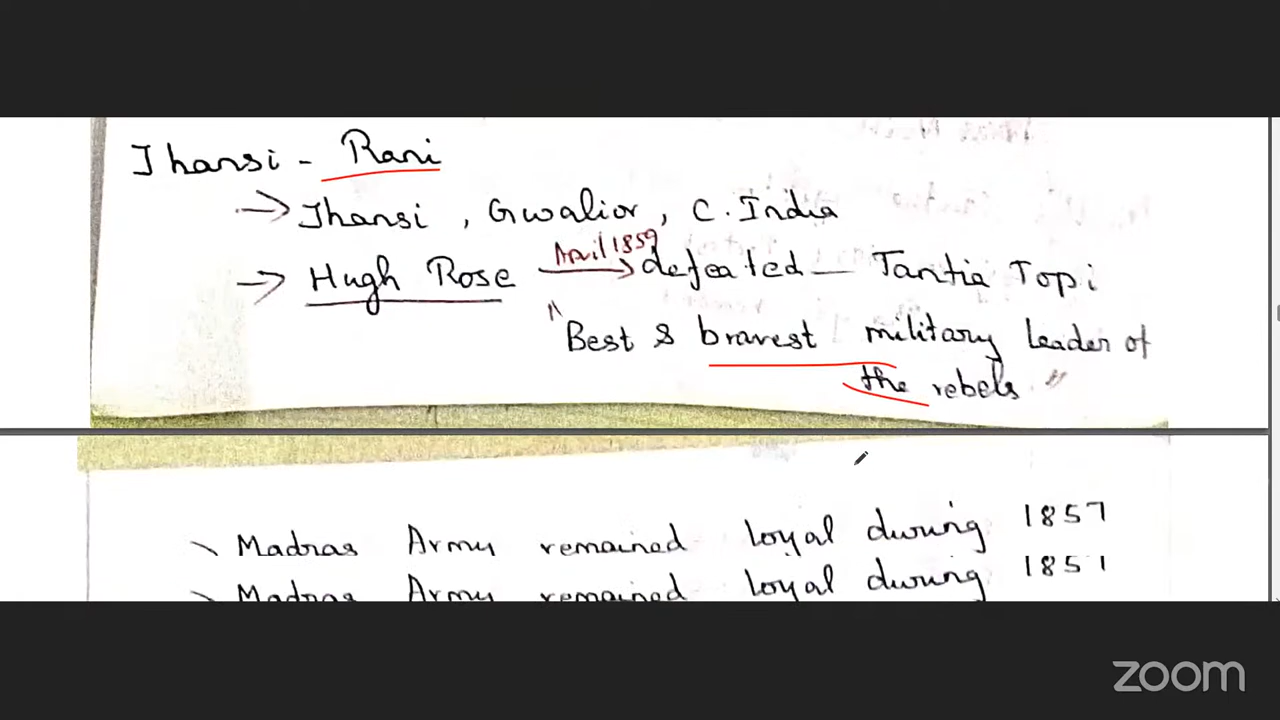 Jhansi - Rani
→ Jhansi, Gwalior, C. India
April 1859
→ Hugh Rose → defeated — Tantia Topi
"Best & bravest military leader of
the rebels"
\ Madras Army remained loyal during 1857
\ Madras Army remained loyal during 1857
zoom